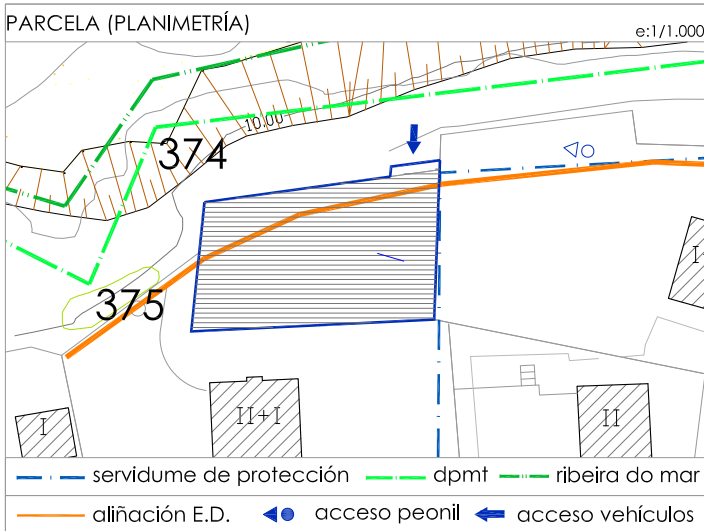 PARCELA (PLANIMETRÍA)
e:1/1.000
10.00
374
375
I+
I
II+I
II
servidume de protección
dpmt
ribeira do mar
aliñación E.D.
acceso peonil
acceso vehículos